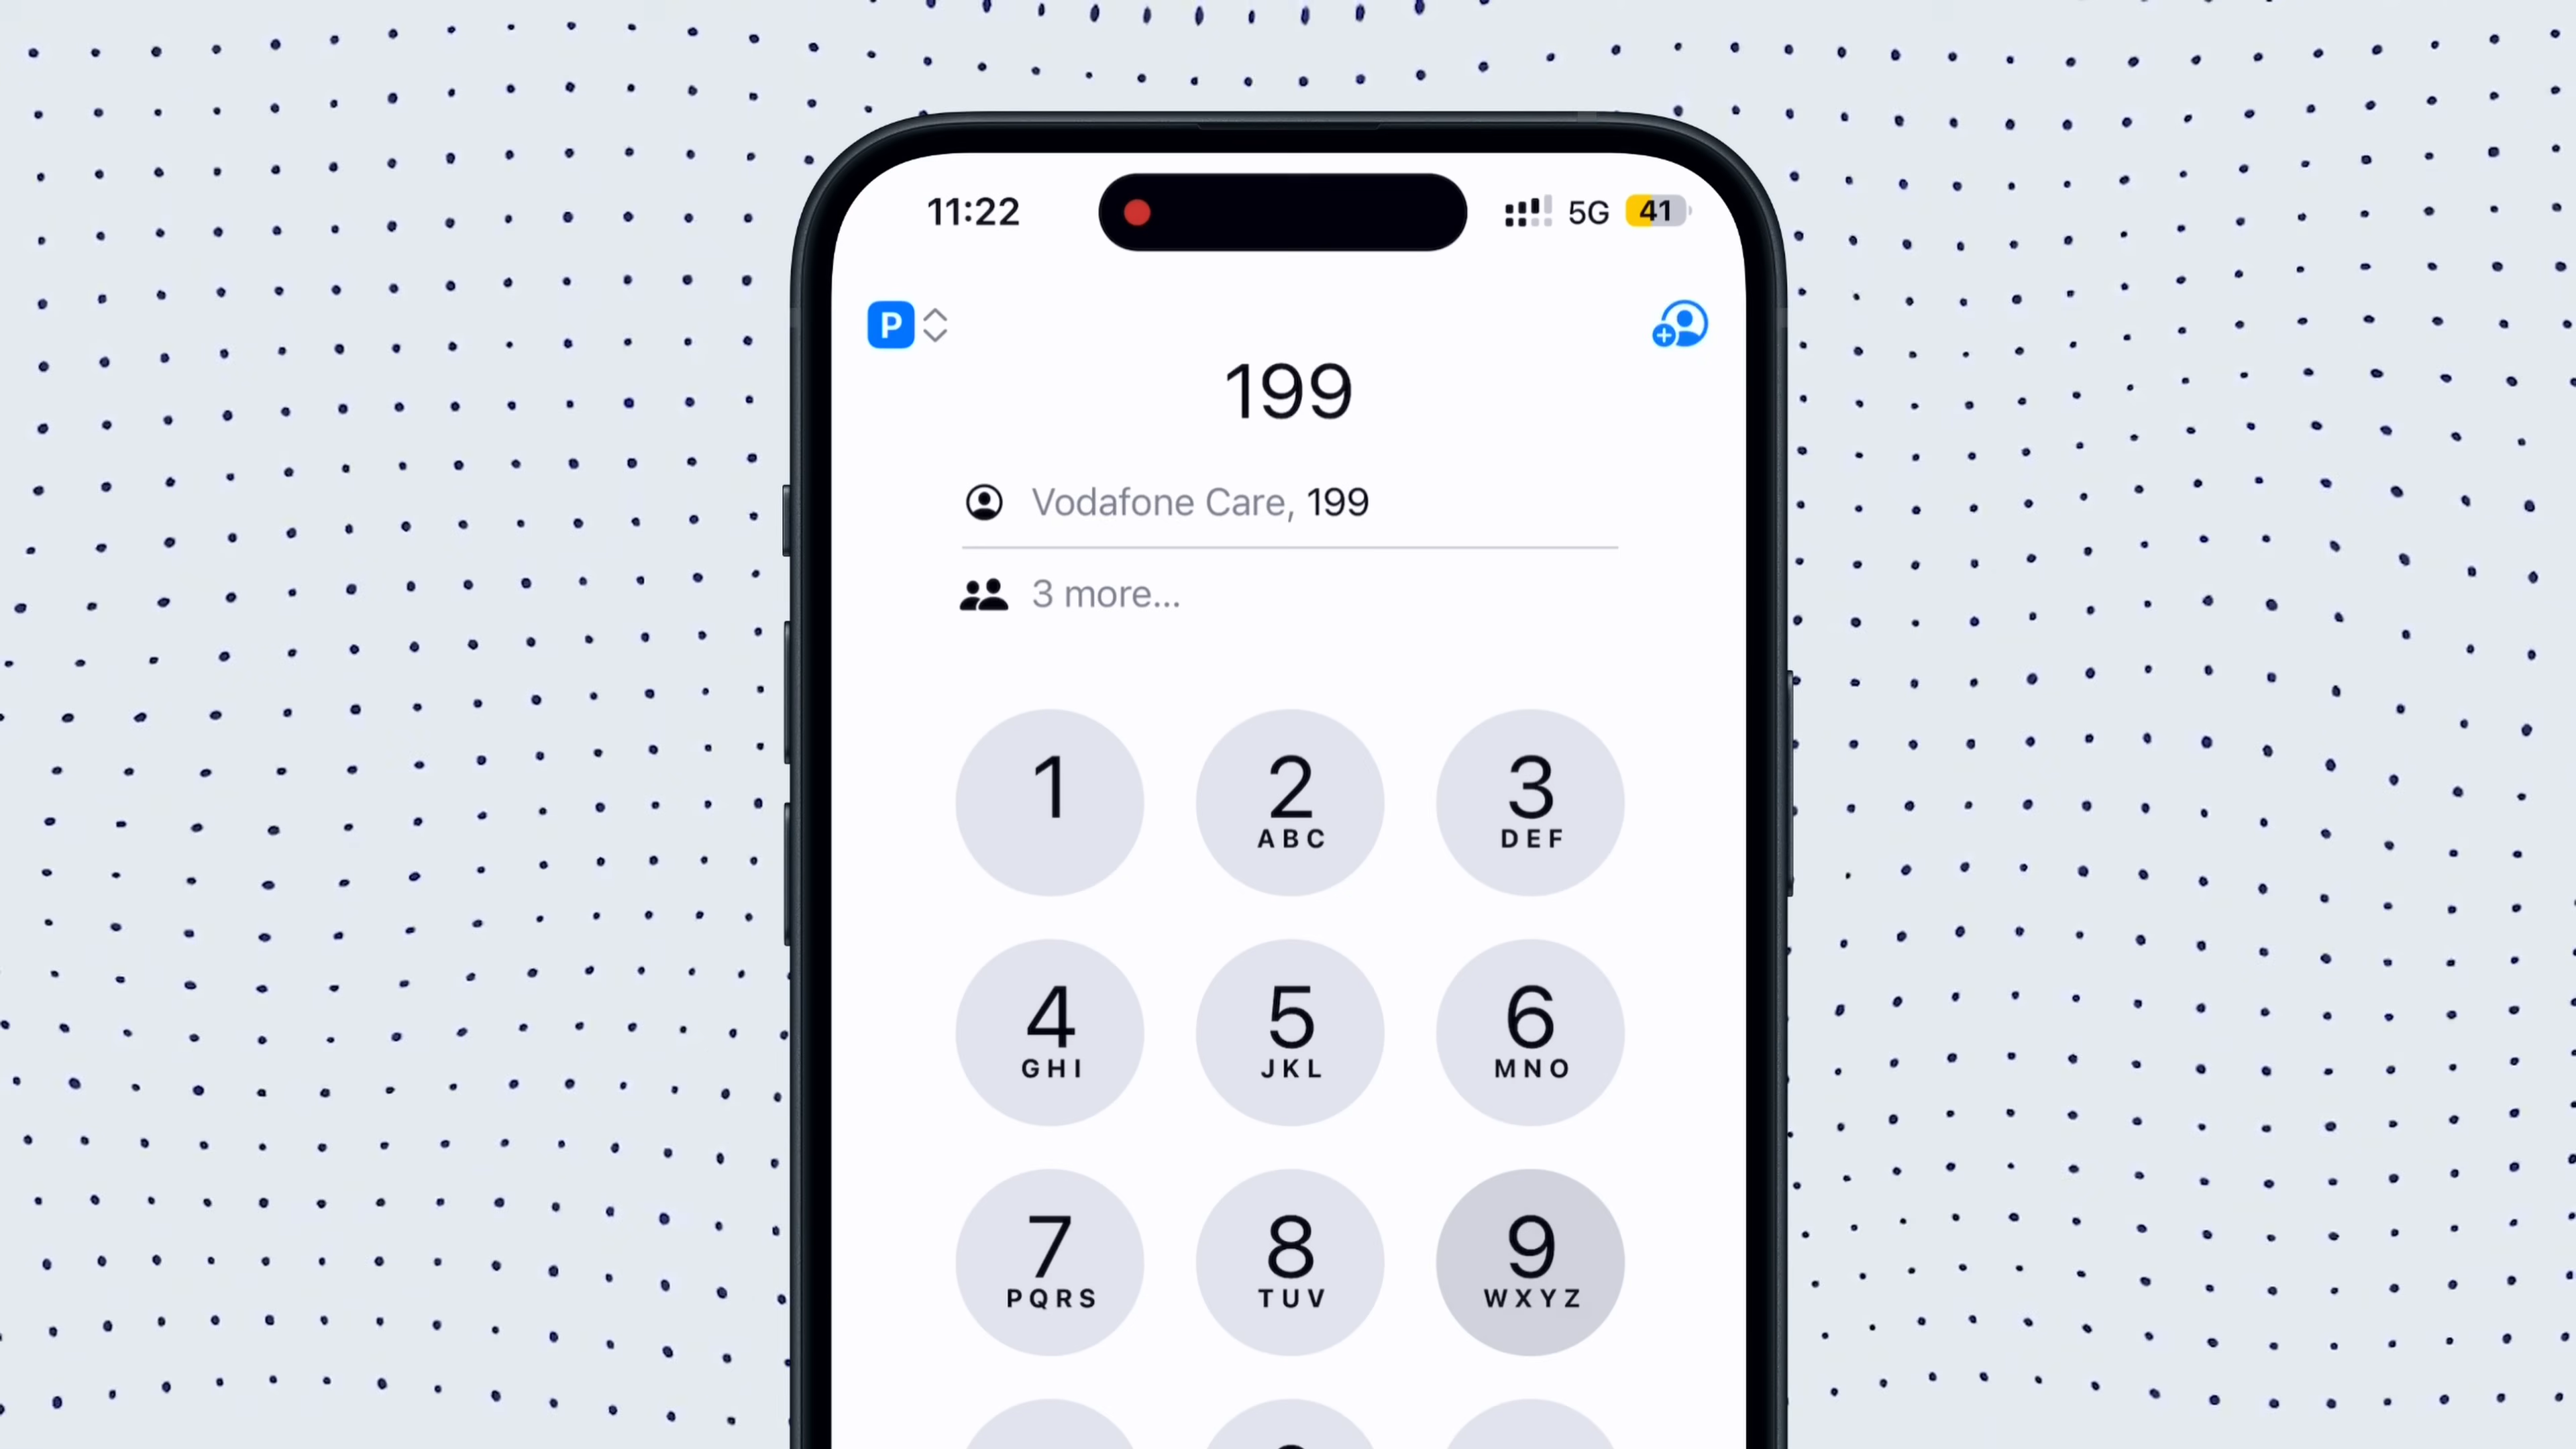 11:22 5G 41
P
199
Vodafone Care, 199
3 more...
1 2 3
ABC DEF
4 5 6
GHI JKL MNO
7 8 9
PQRS TUV WXYZ